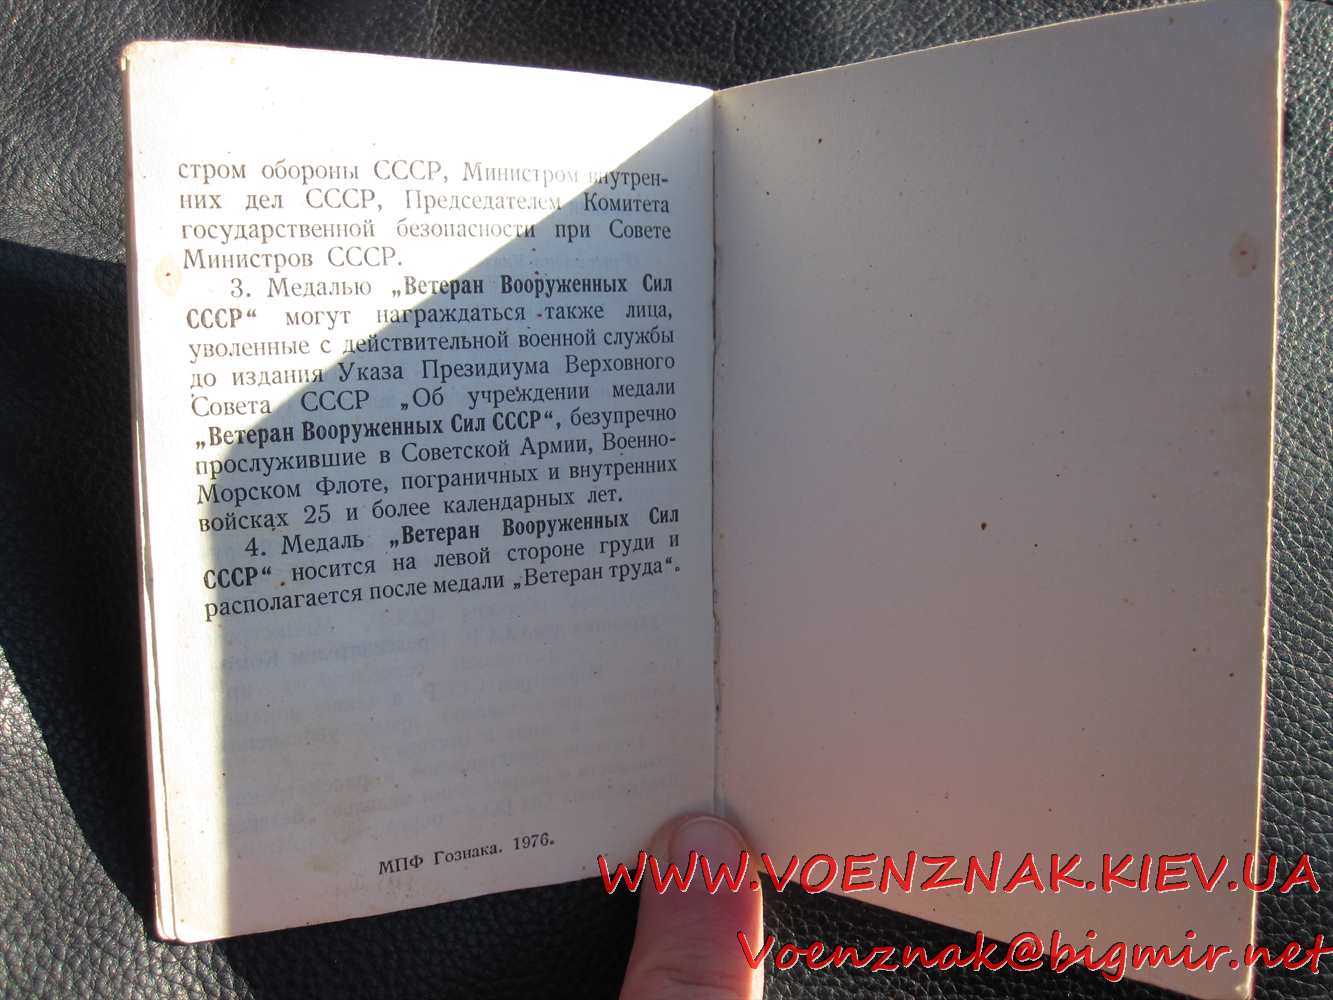 стром обороны СССР, Министром внутрен-
них дел СССР, Председателем Комитета
государственной безопасности при Совете
Министров СССР.
3. Медалью „Ветеран Вооруженных Сил
СССР“ могут награждаться также лица,
уволенные с действительной военной службы
до издания Указа Президиума Верховного
Совета СССР „Об учреждении медали
„Ветеран Вооруженных Сил СССР“, безупречно
прослужившие в Советской Армии, Военно-
Морском Флоте, пограничных и внутренних
войсках 25 и более календарных лет.
4. Медаль „Ветеран Вооруженных Сил
СССР“ носится на левой стороне груди и
располагается после медали „Ветеран труда“.
МПФ Гознака. 1976.
WWW.VOENZNAK.KIEV.UA
Voenznak@bigmir.net